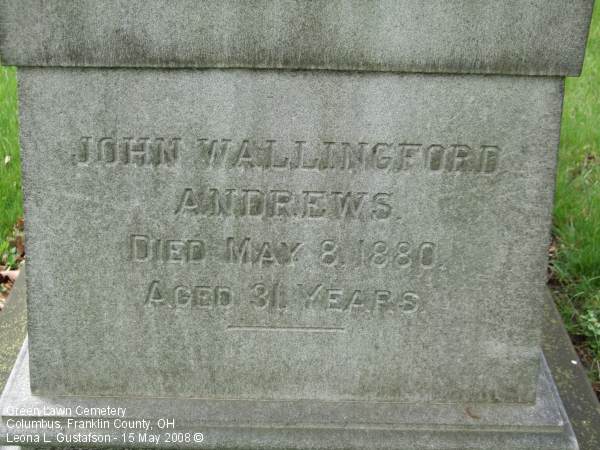 JOHN WALLINGFORD
ANDREWS.
DIED MAY 8. 1880
AGED 31. YEARS.
Green Lawn Cemetery
Columbus, Franklin County, OH
Leona L. Gustafson - 15 May 2008 ©